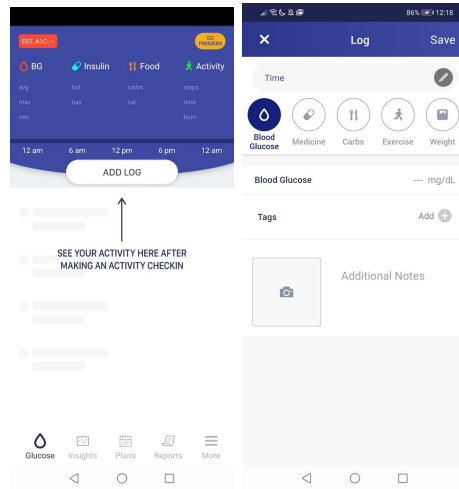 EST. A1C: --
GO
PREMIUM
BG
Insulin
Food
Activity
avg
bol
carbs
steps
max
bas
cal
time
min
burn
12 am
6 am
12 pm
6 pm
12 am
ADD LOG
SEE YOUR ACTIVITY HERE AFTER
MAKING AN ACTIVITY CHECKIN
Glucose
Insights
Plans
Reports
More
86% 12:18
Log
Save
Time
Blood
Glucose
Medicine
Carbs
Exercise
Weight
Blood Glucose
--- mg/dL
Tags
Add
Additional Notes